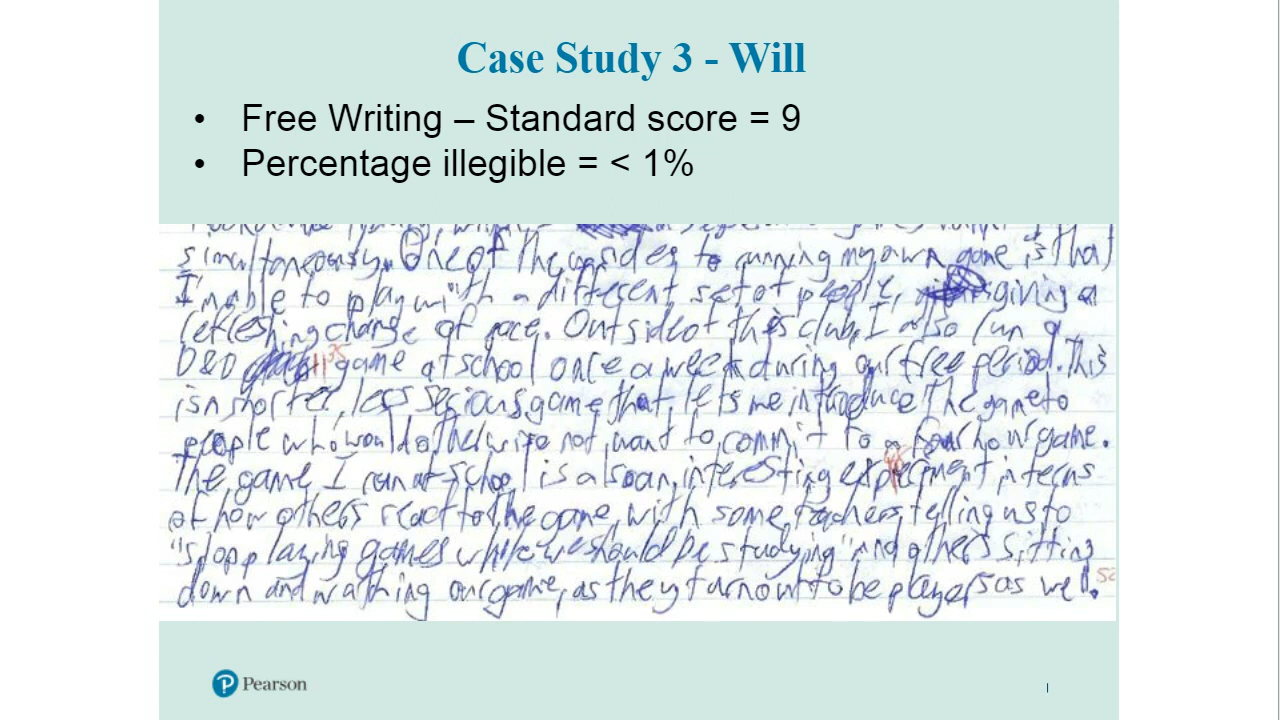 Case Study 3 - Will
• Free Writing – Standard score = 9
• Percentage illegible = < 1%
simultaneously. One of the upsides to running my own game is that
I'm able to play with a different set of people, giving a
refreshing change of pace. Outside of this club, I also run a
D&D game at school once a week during our free period. This
is a shorter, less serious game that lets me introduce the game to
people who would otherwise not want to commit to a four hour game.
The game I run at school is also an interesting experiment in terms
of how others react to the game, with some teachers telling us to
"stop playing games while we should be studying" and others sitting
down and watching our game, as they turn out to be players as well.
Pearson